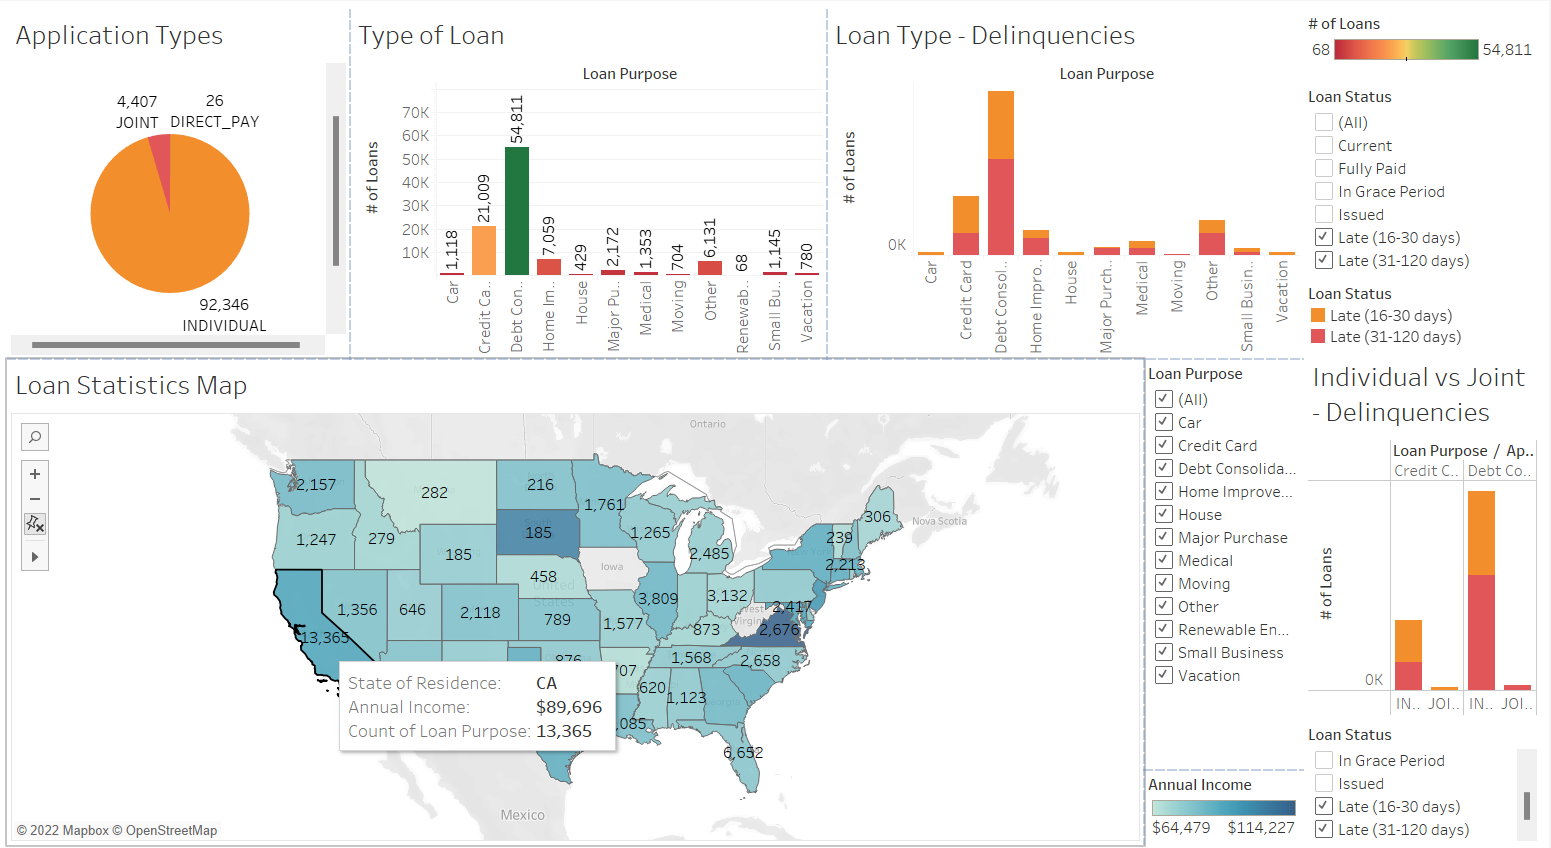 Application Types
4,407
JOINT
26
DIRECT_PAY
92,346
INDIVIDUAL
Type of Loan
Loan Purpose
# of Loans
70K
60K
50K
40K
30K
20K
10K
1,118
21,009
54,811
7,059
429
2,172
1,353
704
6,131
68
1,145
780
Car
Credit Ca..
Debt Con..
Home Im..
House
Major Pu..
Medical
Moving
Other
Renewab..
Small Bu..
Vacation
Loan Type - Delinquencies
Loan Purpose
# of Loans
0K
Car
Credit Card
Debt Consol..
Home Impro..
House
Major Purch..
Medical
Moving
Other
Small Busin..
Vacation
# of Loans
68 54,811
Loan Status
(All)
Current
Fully Paid
In Grace Period
Issued
Late (16-30 days)
Late (31-120 days)
Loan Status
Late (16-30 days)
Late (31-120 days)
Loan Statistics Map
Ontario
Nova Scotia
Iowa
Mexico
2,157
282
216
1,761
306
1,247
279
185
185
1,265
2,485
239
2,213
458
1,356
646
2,118
789
3,809
3,132
2,417
1,577
873
2,676
13,365
876
1,568
2,658
707
620
1,123
,085
6,652
State of Residence: CA
Annual Income: $89,696
Count of Loan Purpose: 13,365
© 2022 Mapbox © OpenStreetMap
Loan Purpose
(All)
Car
Credit Card
Debt Consolida...
Home Improve...
House
Major Purchase
Medical
Moving
Other
Renewable En...
Small Business
Vacation
Annual Income
$64,479 $114,227
Individual vs Joint
- Delinquencies
Loan Purpose / Ap..
Credit C.. Debt Co..
# of Loans
0K
IN.. JOI.. IN.. JOI..
Loan Status
In Grace Period
Issued
Late (16-30 days)
Late (31-120 days)